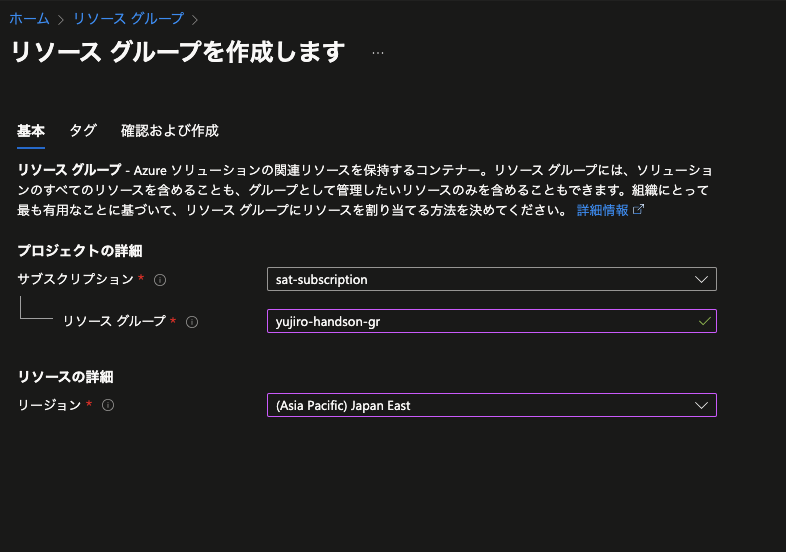 ホーム > リソース グループ >
リソース グループを作成します ...
基本 タグ 確認および作成
リソース グループ - Azure ソリューションの関連リソースを保持するコンテナー。リソース グループには、ソリューショ
ンのすべてのリソースを含めることも、グループとして管理したいリソースのみを含めることもできます。組織にとって
最も有用なことに基づいて、リソース グループにリソースを割り当てる方法を決めてください。 詳細情報
プロジェクトの詳細
サブスクリプション * sat-subscription
リソース グループ * yujiro-handson-gr
リソースの詳細
リージョン * (Asia Pacific) Japan East